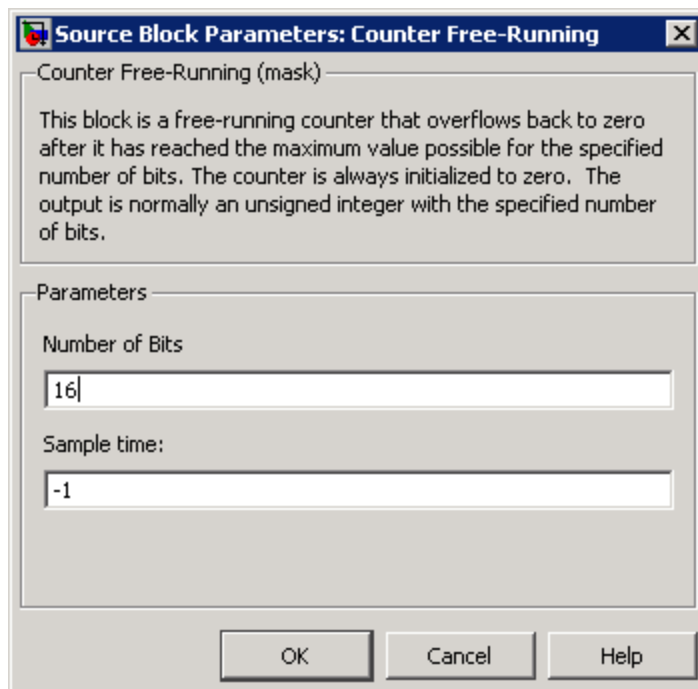 Source Block Parameters: Counter Free-Running
Counter Free-Running (mask)
This block is a free-running counter that overflows back to zero
after it has reached the maximum value possible for the specified
number of bits. The counter is always initialized to zero.  The
output is normally an unsigned integer with the specified number
of bits.
Parameters
Number of Bits
16
Sample time:
-1
OK
Cancel
Help